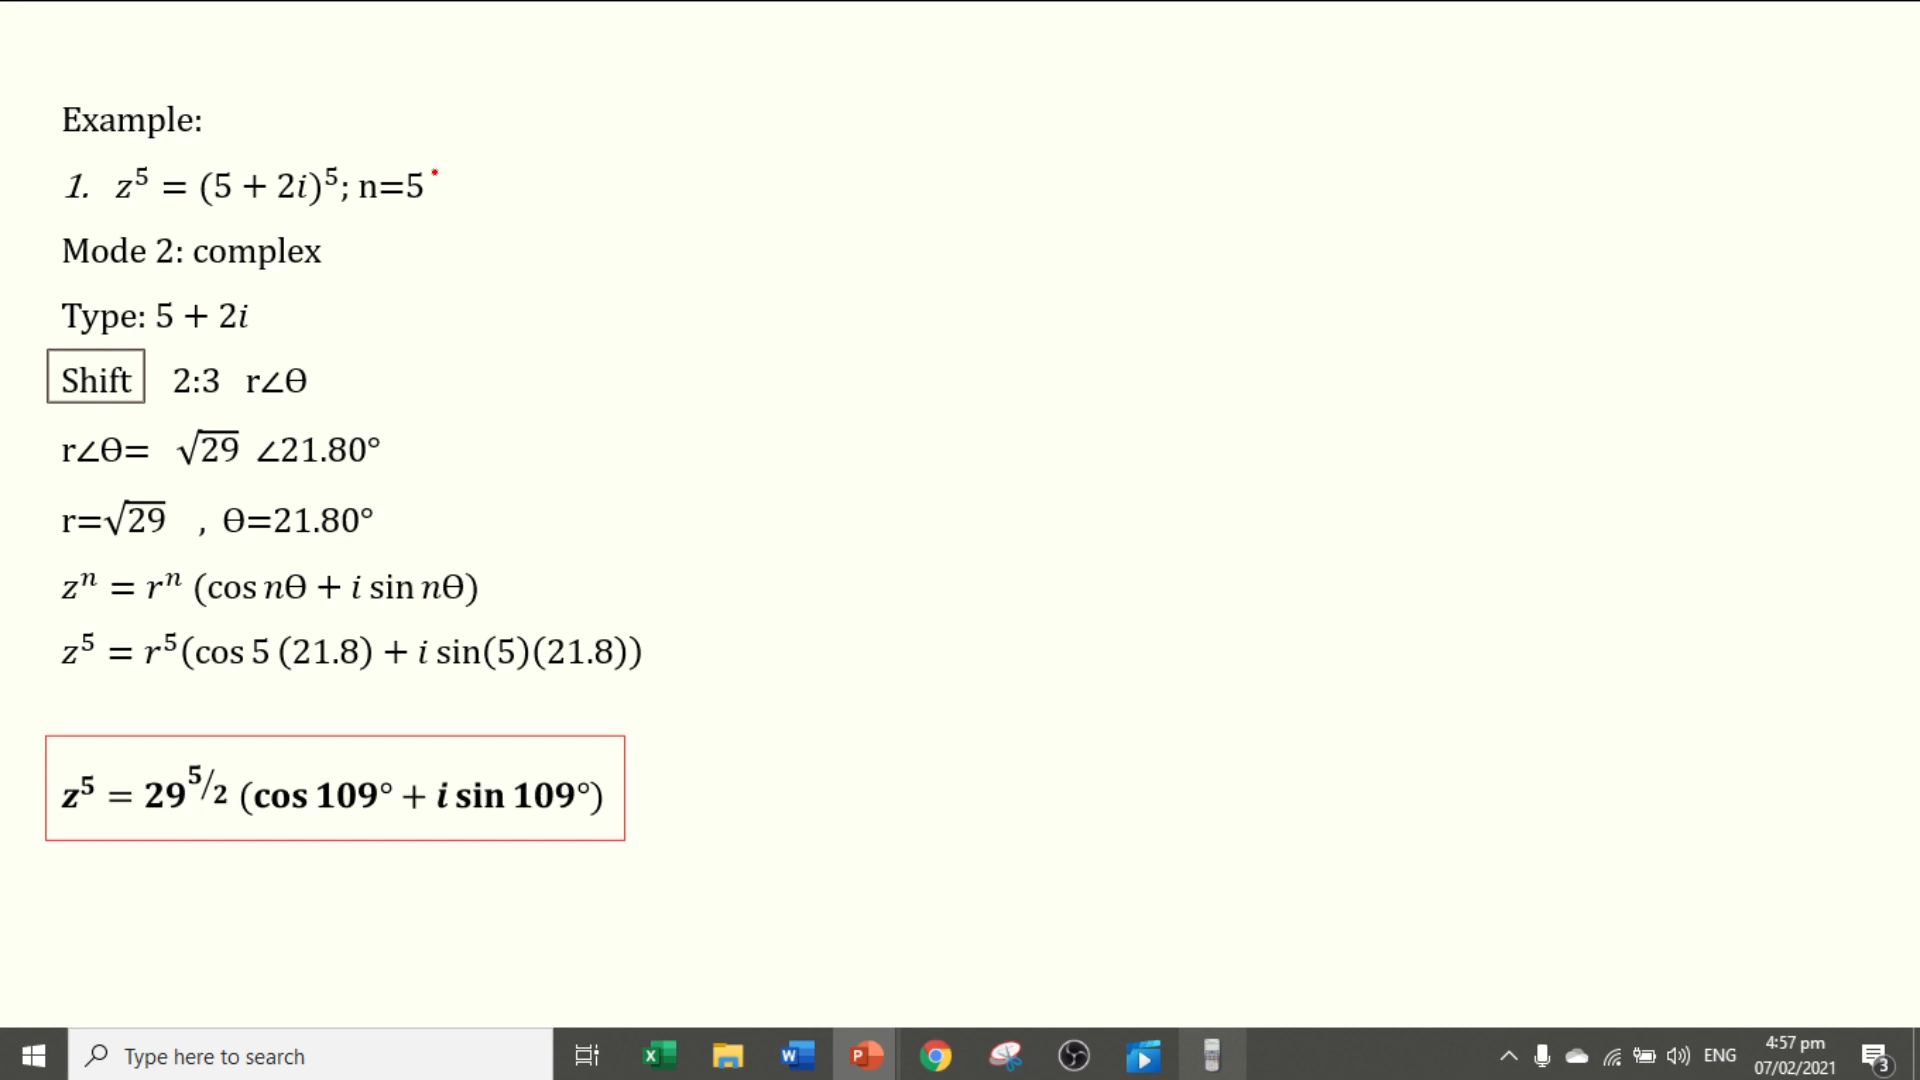 Example:
1. z⁵ = (5 + 2i)⁵; n=5
Mode 2: complex
Type: 5 + 2i
Shift 2:3 r∠Θ
r∠Θ= √29 ∠21.80°
r=√29 , Θ=21.80°
zⁿ = rⁿ (cos nΘ + i sin nΘ)
z⁵ = r⁵(cos 5 (21.8) + i sin(5)(21.8))
z⁵ = 29^5/2 (cos 109° + i sin 109°)
Type here to search
ENG
4:57 pm
07/02/2021
3